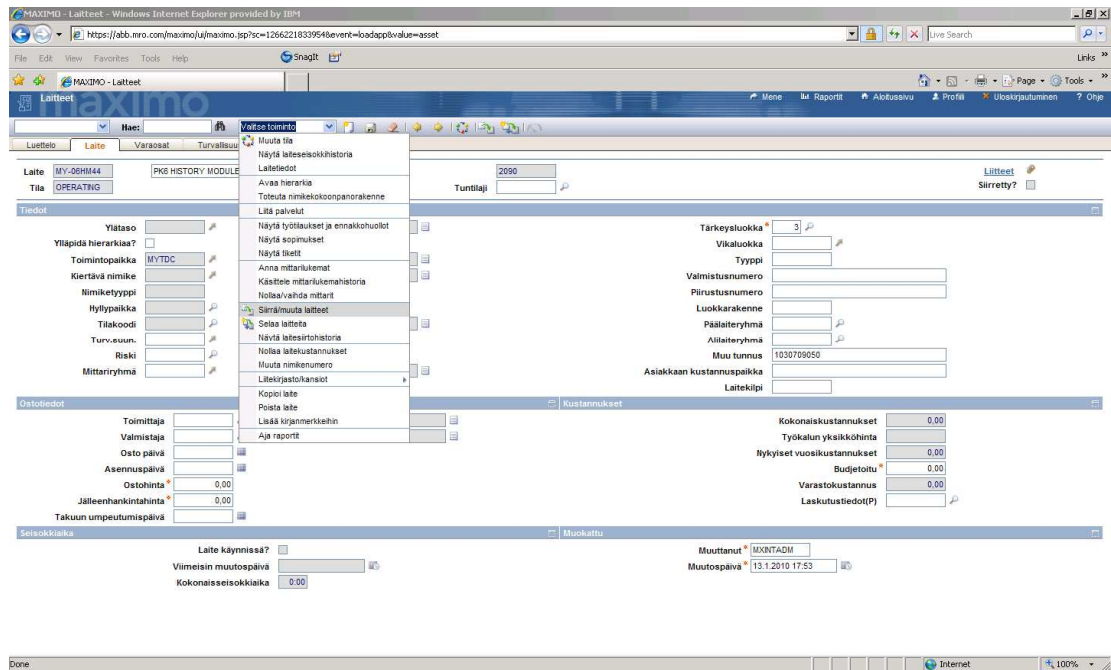 MAXIMO - Laitteet - Windows Internet Explorer provided by IBM
https://abb.mro.com/maximo/ui/maximo.jsp?sc=1266221833954&event=loadapp&value=asset
Live Search
File Edit View Favorites Tools Help
SnagIt
Links »
MAXIMO - Laitteet
Page Tools »
Laitteet
maximo
Mene Raportit Aloitussivu Profiili Uloskirjautuminen ? Ohje
Hae:
Valitse toiminto
Luettelo Laite Varaosat
Muuta tila
Näytä laiteseisokkihistoria
Laitetiedot
Avaa hierarkia
Toteuta nimikekokoonpanorakenne
Liitä palvelut
Näytä työtilaukset ja ennakkohuollot
Näytä sopimukset
Näytä tiketit
Anna mittarilukemat
Käsittele mittarilukemahistoria
Nollaa/vaihda mittarit
Siirrä/muuta laitteet
Selaa laitteita
Näytä laitesiirtohistoria
Nollaa laitekustannukset
Muuta nimikenumero
Liitekirjasto/kansiot
Kopioi laite
Poista laite
Lisää kirjanmerkkeihin
Aja raportit
Laite MY-06HM44 PK6 HISTORY MODULE 2090
Liitteet
Tila OPERATING
Tuntilaji
Siirretty?
Tiedot
Ylätaso
Ylläpidä hierarkiaa?
Toimintopaikka MYTDC
Kiertävä nimike
Nimiketyyppi
Hyllypaikka
Tilakoodi
Turv.suun.
Riski
Mittariryhmä
Tärkeysluokka * 3
Vikaluokka
Tyyppi
Valmistusnumero
Piirustusnumero
Luokkarakenne
Päälaiteryhmä
Alilaiteryhmä
Muu tunnus 1030709050
Asiakkaan kustannuspaikka
Laitekilpi
Ostotiedot
Toimittaja
Valmistaja
Osto päivä
Asennuspäivä
Ostohinta * 0,00
Jälleenhankintahinta * 0,00
Takuun umpeutumispäivä
Kustannukset
Kokonaiskustannukset 0,00
Työkalun yksikköhinta
Nykyiset vuosikustannukset 0,00
Budjetoitu * 0,00
Varastokustannus 0,00
Laskutustiedot(P)
Seisokkiaika
Laite käynnissä?
Viimeisin muutospäivä
Kokonaisseisokkiaika 0:00
Muokattu
Muuttanut * MXINTADM
Muutospäivä * 13.1.2010 17:53
Done
Internet
100%